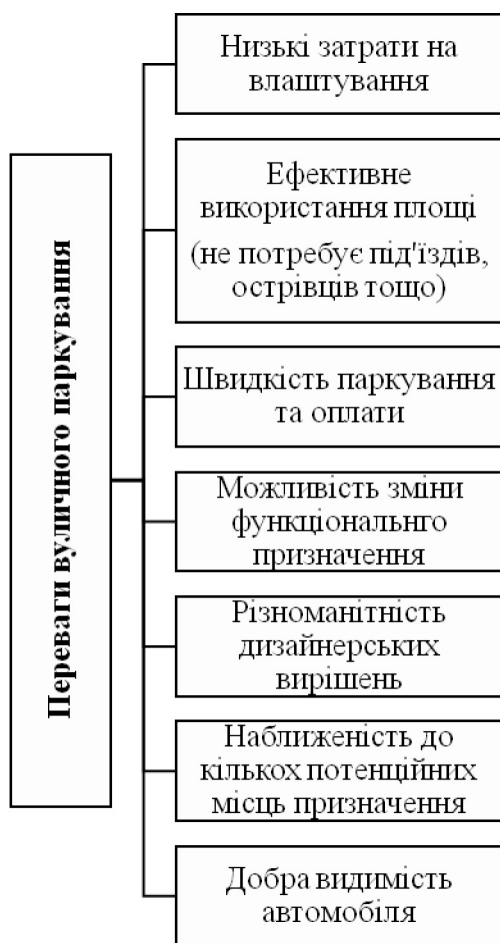 Переваги вуличного паркування
Низькі затрати на
влаштування
Ефективне
використання площі
(не потребує під'їздів,
острівців тощо)
Швидкість паркування
та оплати
Можливість зміни
функціональнго
призначення
Різноманітність
дизайнерських
вирішень
Наближеність до
кількох потенційних
місць призначення
Добра видимість
автомобіля